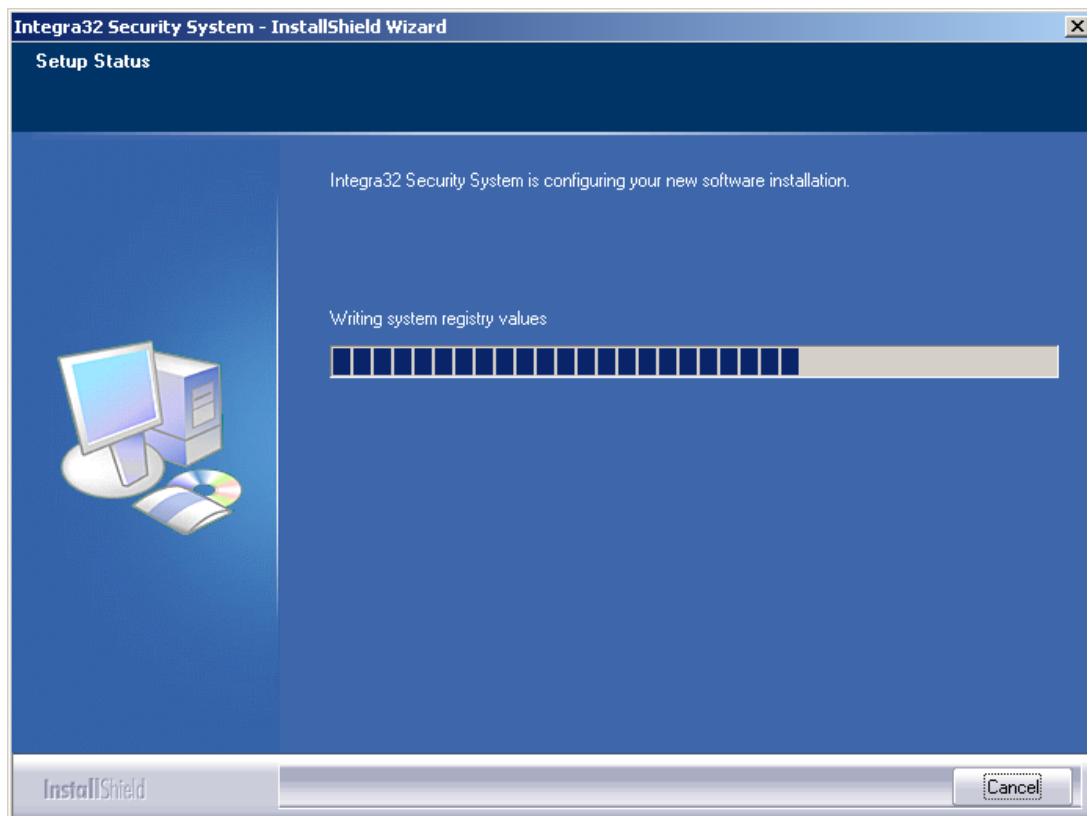 Integra32 Security System - InstallShield Wizard
Setup Status
Integra32 Security System is configuring your new software installation.
Writing system registry values
InstallShield
Cancel